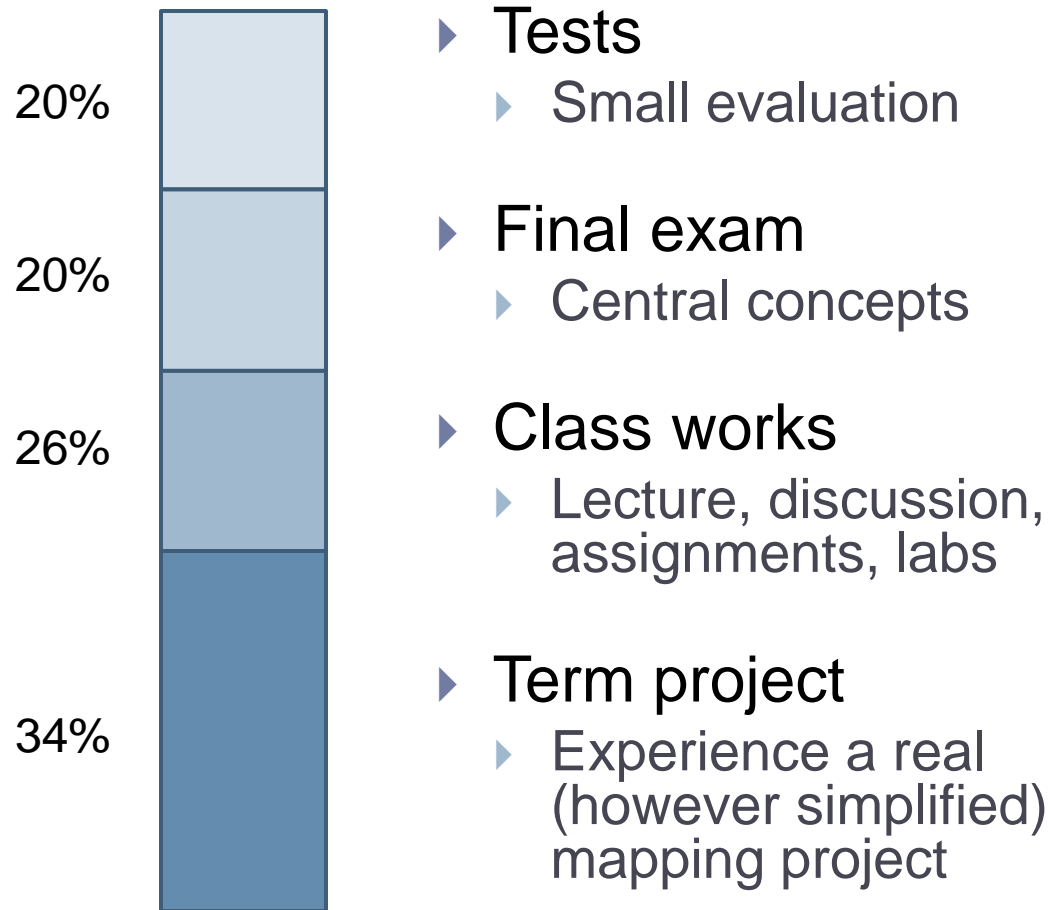 20%
Tests
Small evaluation
20%
Final exam
Central concepts
26%
Class works
Lecture, discussion,
assignments, labs
34%
Term project
Experience a real
(however simplified)
mapping project